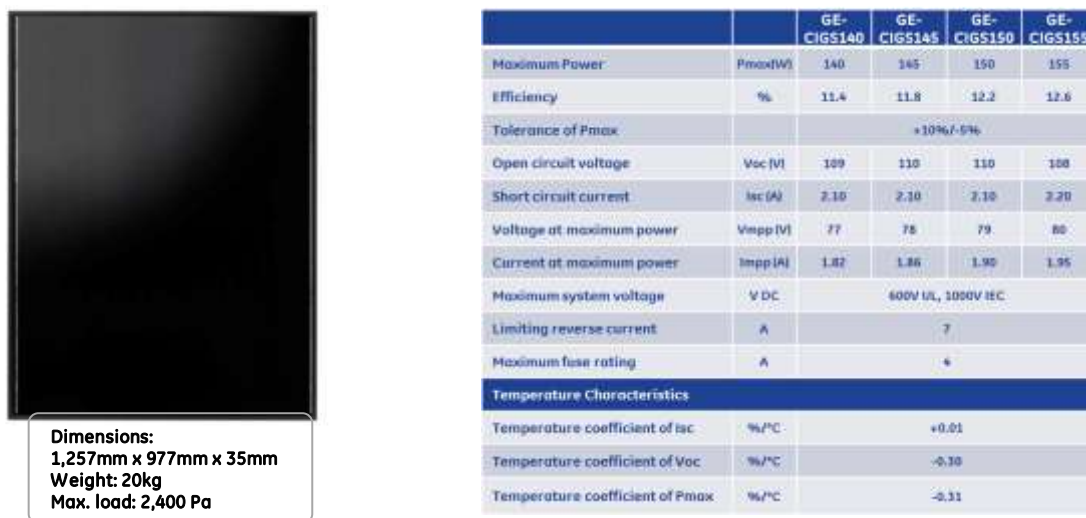 Dimensions:
1,257mm x 977mm x 35mm
Weight: 20kg
Max. load: 2,400 Pa
GE-CIGS140 GE-CIGS145 GE-CIGS150 GE-CIGS155
Maximum Power Pmax(W) 140 145 150 155
Efficiency % 11.4 11.8 12.2 12.6
Tolerance of Pmax +10%/-5%
Open circuit voltage Voc (V) 109 110 110 108
Short circuit current Isc (A) 2.10 2.10 2.10 2.20
Voltage at maximum power Vmpp (V) 77 78 79 80
Current at maximum power Impp (A) 1.82 1.86 1.90 1.95
Maximum system voltage V DC 600V UL, 1000V IEC
Limiting reverse current A 7
Maximum fuse rating A
Temperature Characteristics
Temperature coefficient of Isc %/°C +0.01
Temperature coefficient of Voc %/°C -0.30
Temperature coefficient of Pmax %/°C -0.31